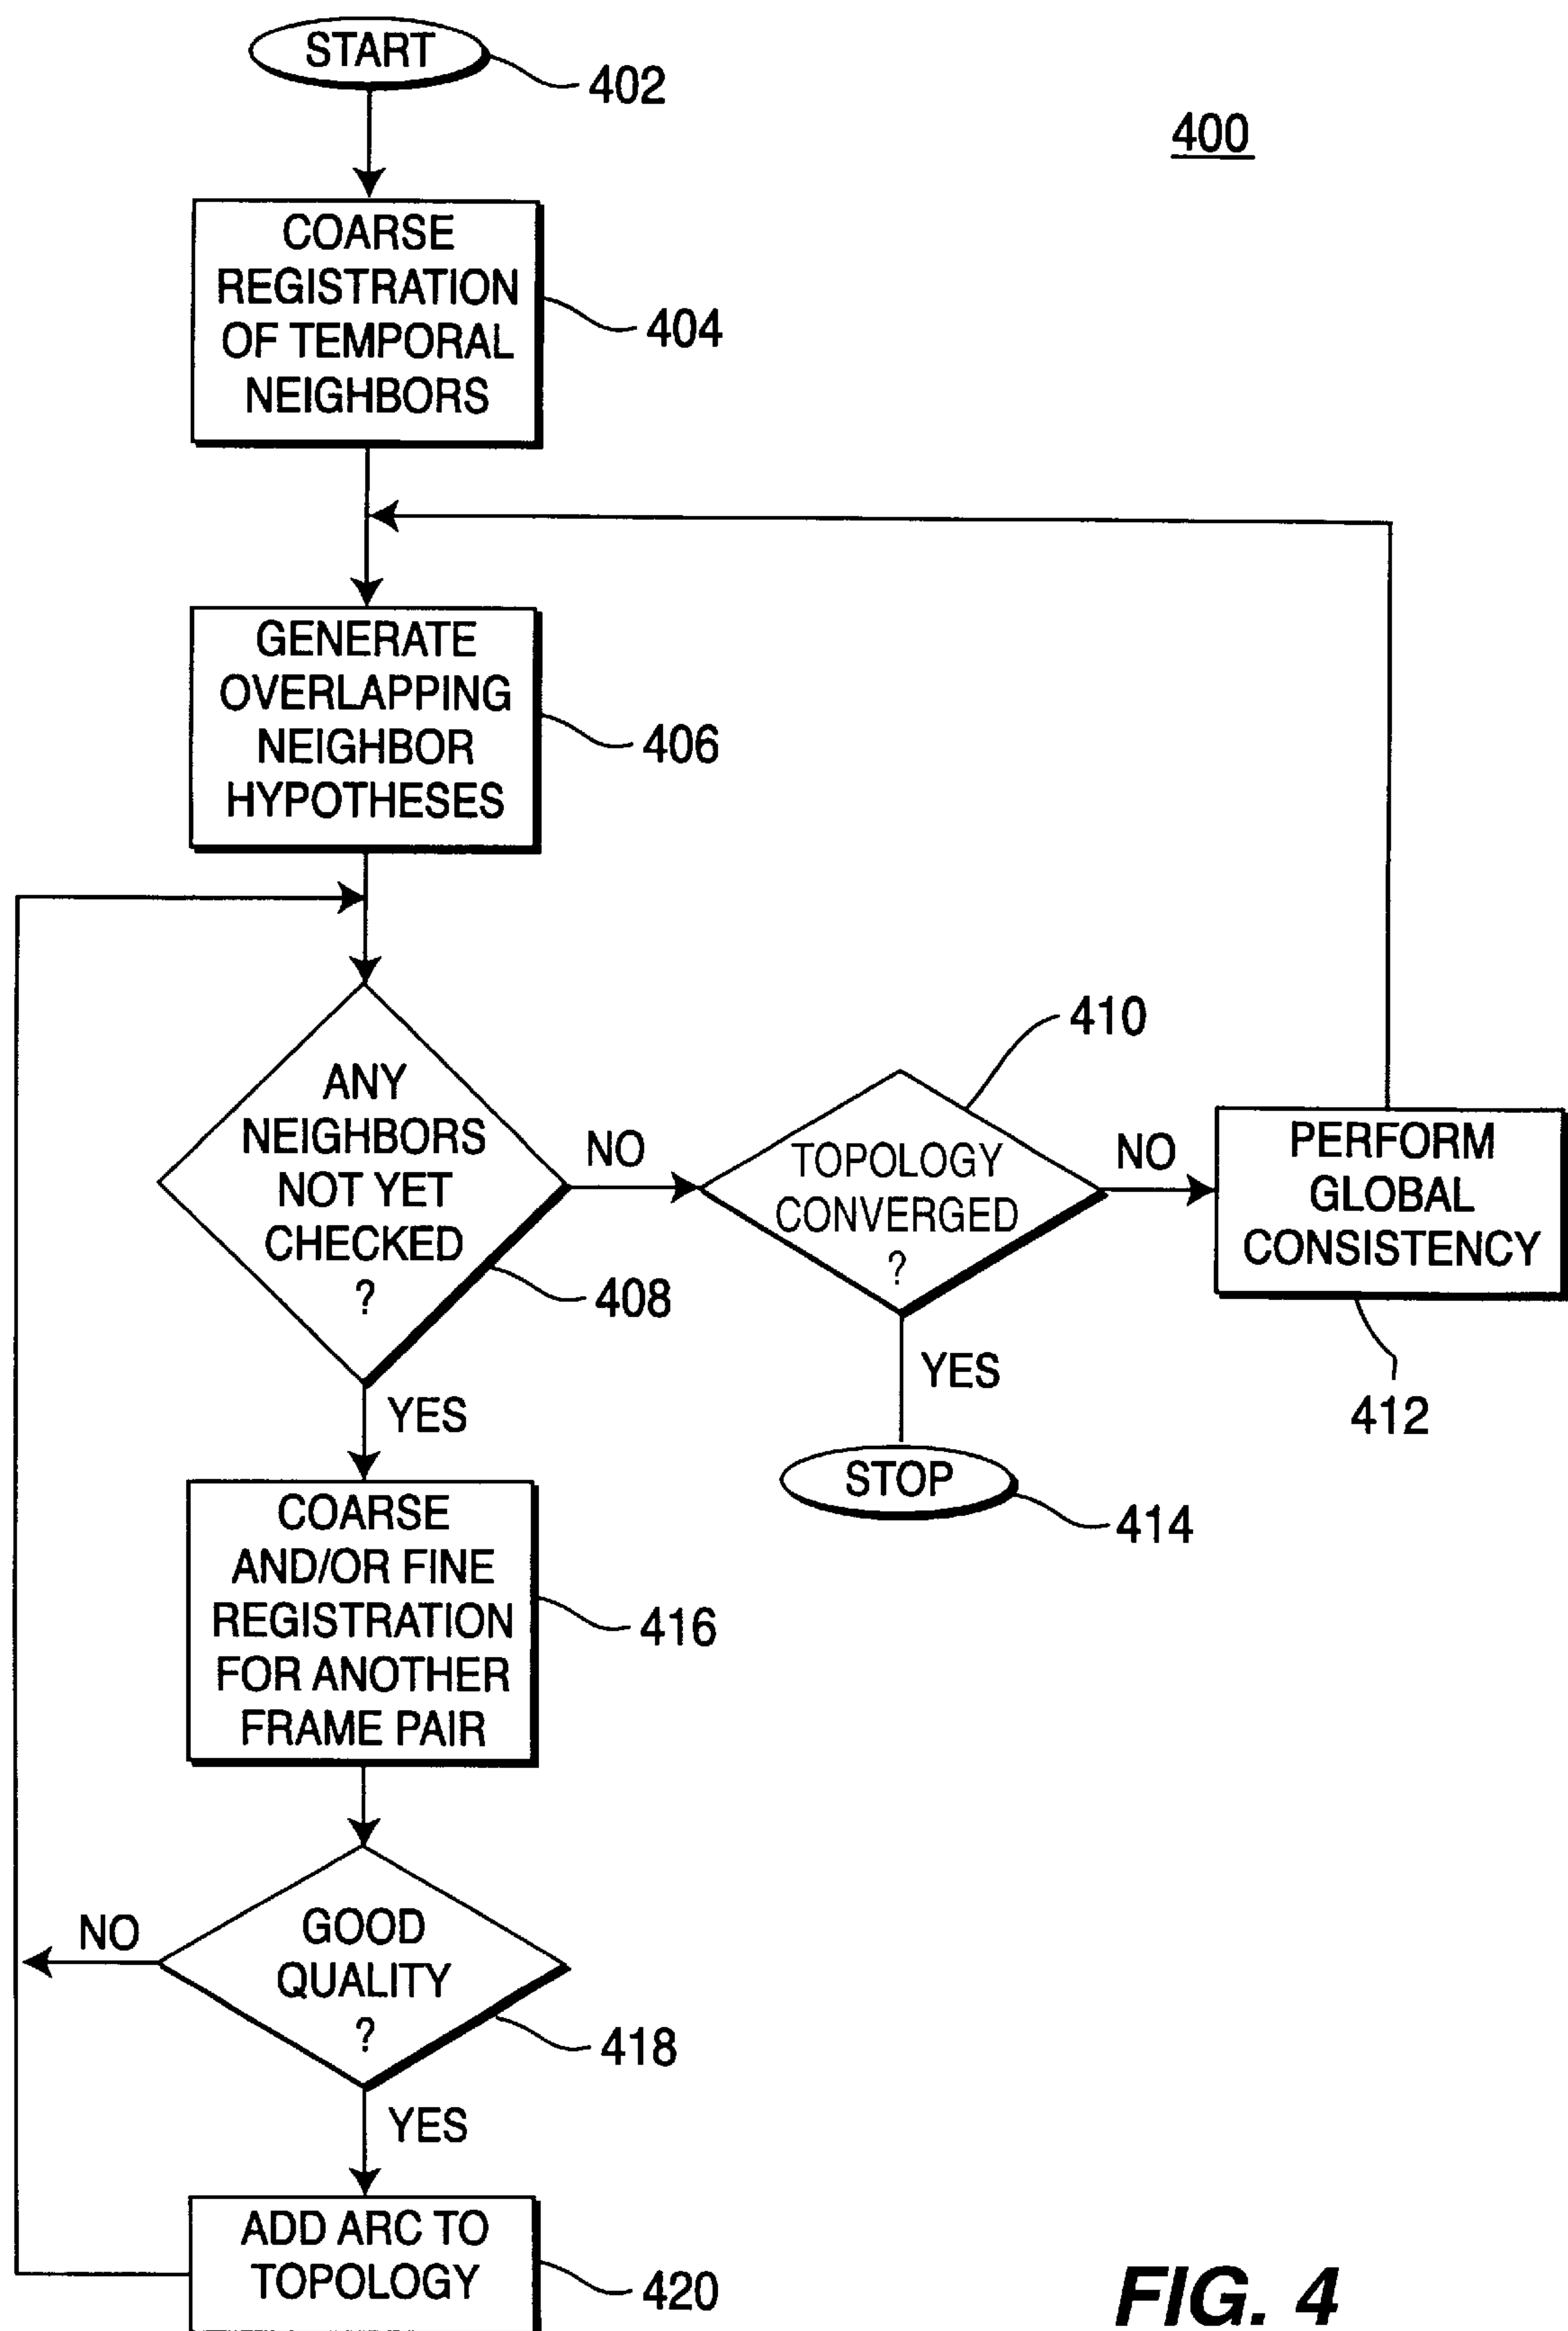 START
402
400
COARSE
REGISTRATION
OF TEMPORAL
NEIGHBORS
404
GENERATE
OVERLAPPING
NEIGHBOR
HYPOTHESES
406
ANY
NEIGHBORS
NOT YET
CHECKED
?
408
NO
TOPOLOGY
CONVERGED
?
410
NO
PERFORM
GLOBAL
CONSISTENCY
412
YES
STOP
414
YES
COARSE
AND/OR FINE
REGISTRATION
FOR ANOTHER
FRAME PAIR
416
GOOD
QUALITY
?
418
NO
YES
ADD ARC TO
TOPOLOGY
420
FIG. 4